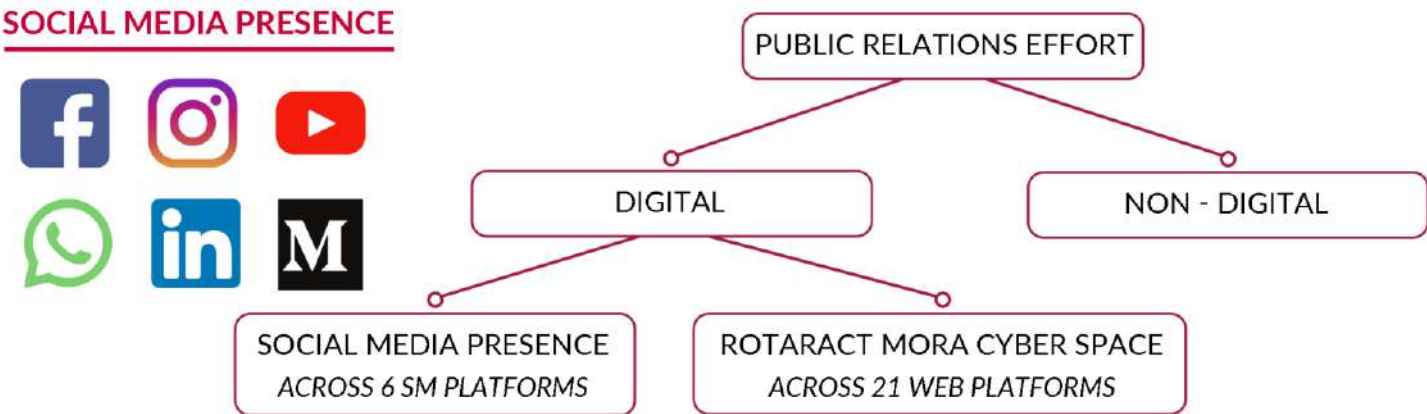 SOCIAL MEDIA PRESENCE
PUBLIC RELATIONS EFFORT
DIGITAL
NON - DIGITAL
SOCIAL MEDIA PRESENCE
ACROSS 6 SM PLATFORMS
ROTARACT MORA CYBER SPACE
ACROSS 21 WEB PLATFORMS
f
in
M